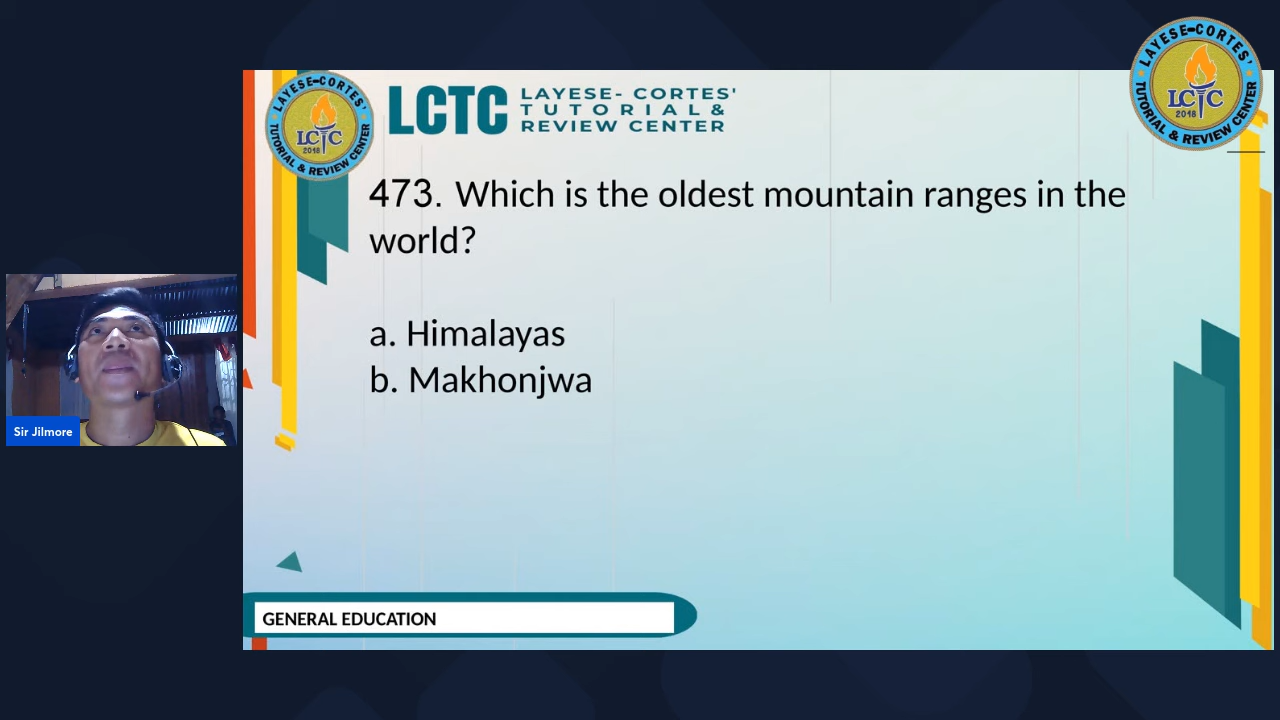 LAYESE-CORTES'
TUTORIAL & REVIEW CENTER
LCTC
2018
LCTC
LAYESE- CORTES'
TUTORIAL &
REVIEW CENTER
LAYESE-CORTES'
TUTORIAL & REVIEW CENTER
LCTC
2018
473. Which is the oldest mountain ranges in the
world?
a. Himalayas
b. Makhonjwa
Sir Jilmore
GENERAL EDUCATION